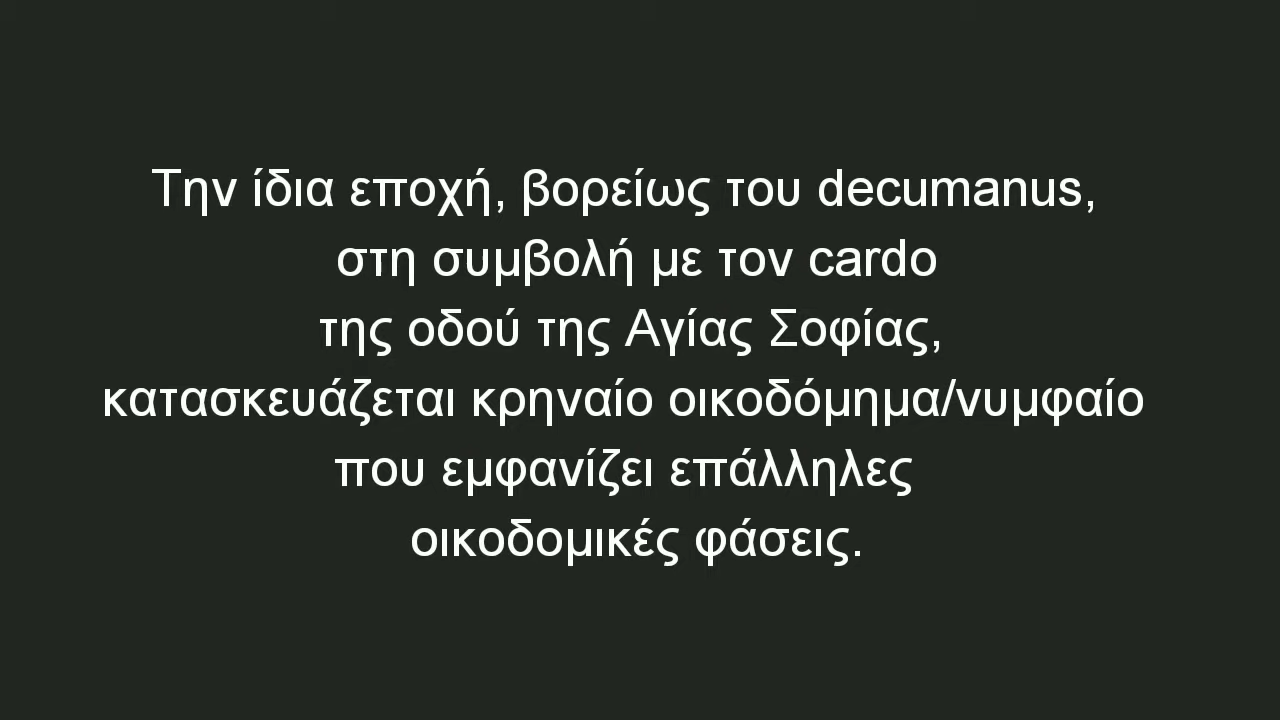 Την ίδια εποχή, βορείως του decumanus,
στη συμβολή με τον cardo
της οδού της Αγίας Σοφίας,
κατασκευάζεται κρηναίο οικοδόμημα/νυμφαίο
που εμφανίζει επάλληλες
οικοδομικές φάσεις.